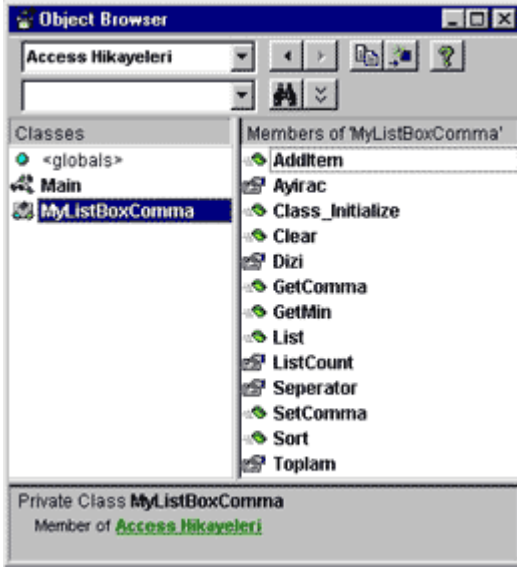 Object Browser
Access Hikayeleri
Classes
Members of 'MyListBoxComma'
<globals>
Main
MyListBoxComma
AddItem
Ayirac
Class_Initialize
Clear
Dizi
GetComma
GetMin
List
ListCount
Seperator
SetComma
Sort
Toplam
Private Class MyListBoxComma
Member of Access Hikayeleri